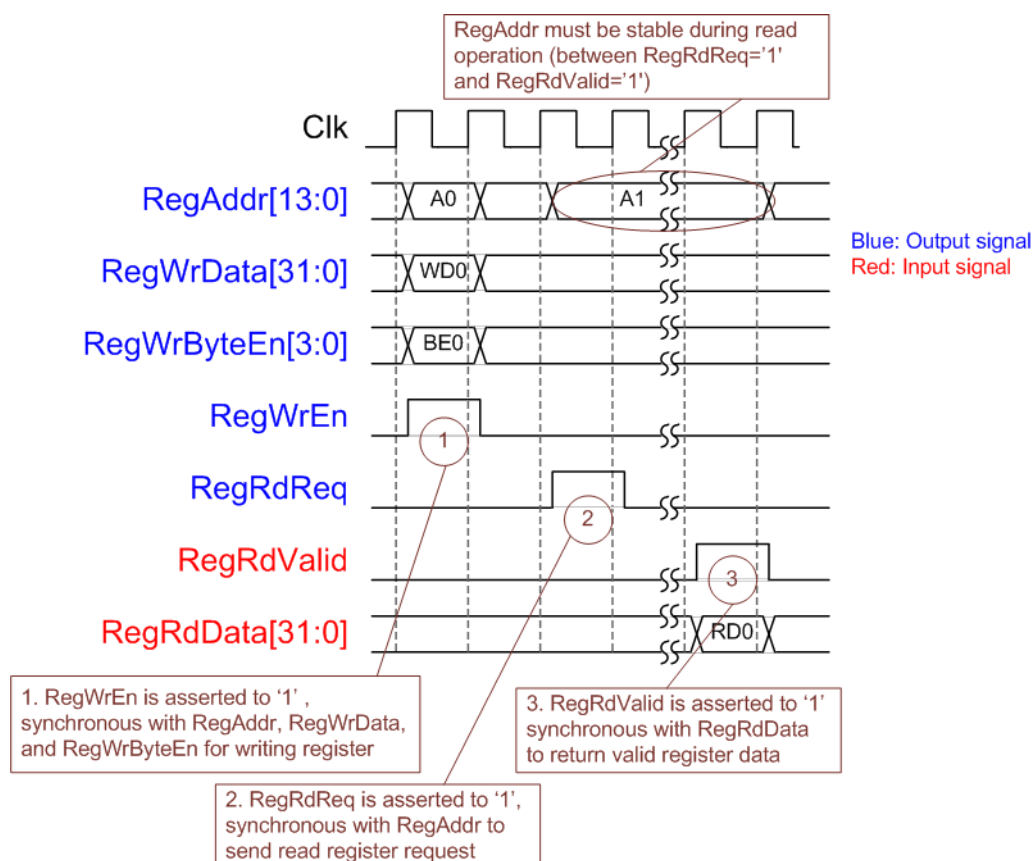 RegAddr must be stable during read
operation (between RegRdReq='1'
and RegRdValid='1')
Clk
RegAddr[13:0]
A0
A1
Blue: Output signal
Red: Input signal
RegWrData[31:0]
WD0
RegWrByteEn[3:0]
BE0
RegWrEn
1
RegRdReq
2
RegRdValid
3
RegRdData[31:0]
RD0
1. RegWrEn is asserted to ‘1’ ,
synchronous with RegAddr, RegWrData,
and RegWrByteEn for writing register
3. RegRdValid is asserted to ‘1’
synchronous with RegRdData
to return valid register data
2. RegRdReq is asserted to ‘1’,
synchronous with RegAddr to
send read register request